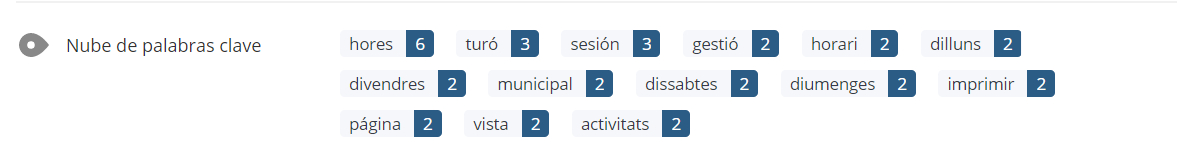 Nube de palabras clave hores 6 turó 3 sesión 3 gestió 2 horari 2 dilluns 2
divendres 2 municipal 2 dissabtes 2 diumenges 2 imprimir 2
página 2 vista 2 activitats 2